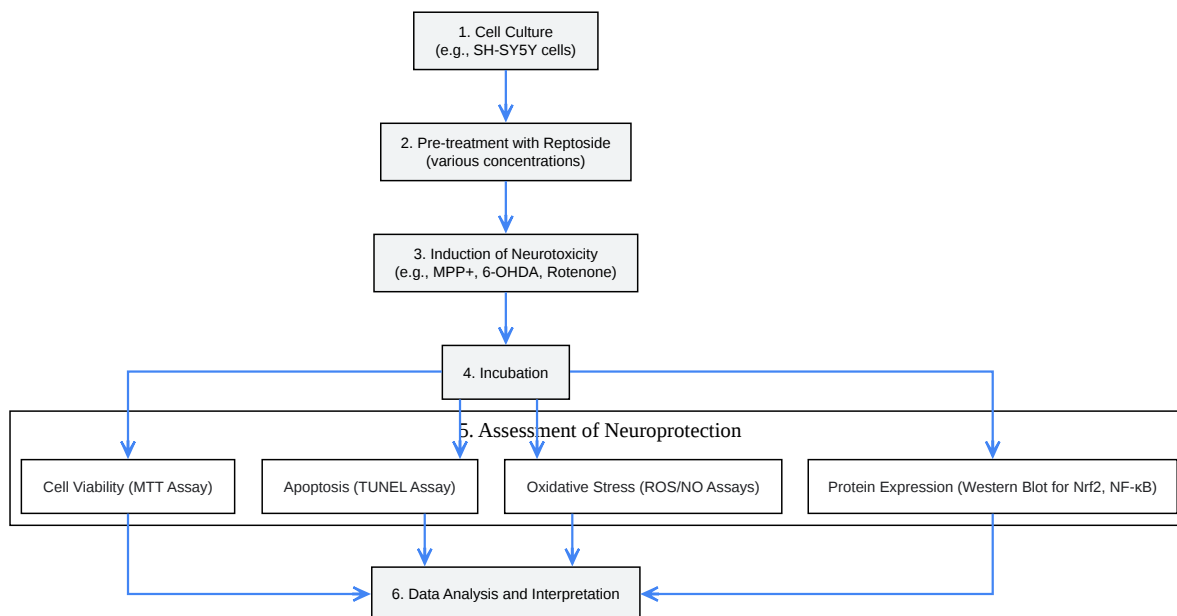 1. Cell Culture
(e.g., SH-SY5Y cells)
2. Pre-treatment with Reptoside
(various concentrations)
3. Induction of Neurotoxicity
(e.g., MPP+, 6-OHDA, Rotenone)
4. Incubation
5. Assessment of Neuroprotection
Cell Viability (MTT Assay)
Apoptosis (TUNEL Assay)
Oxidative Stress (ROS/NO Assays)
Protein Expression (Western Blot for Nrf2, NF-κB)
6. Data Analysis and Interpretation